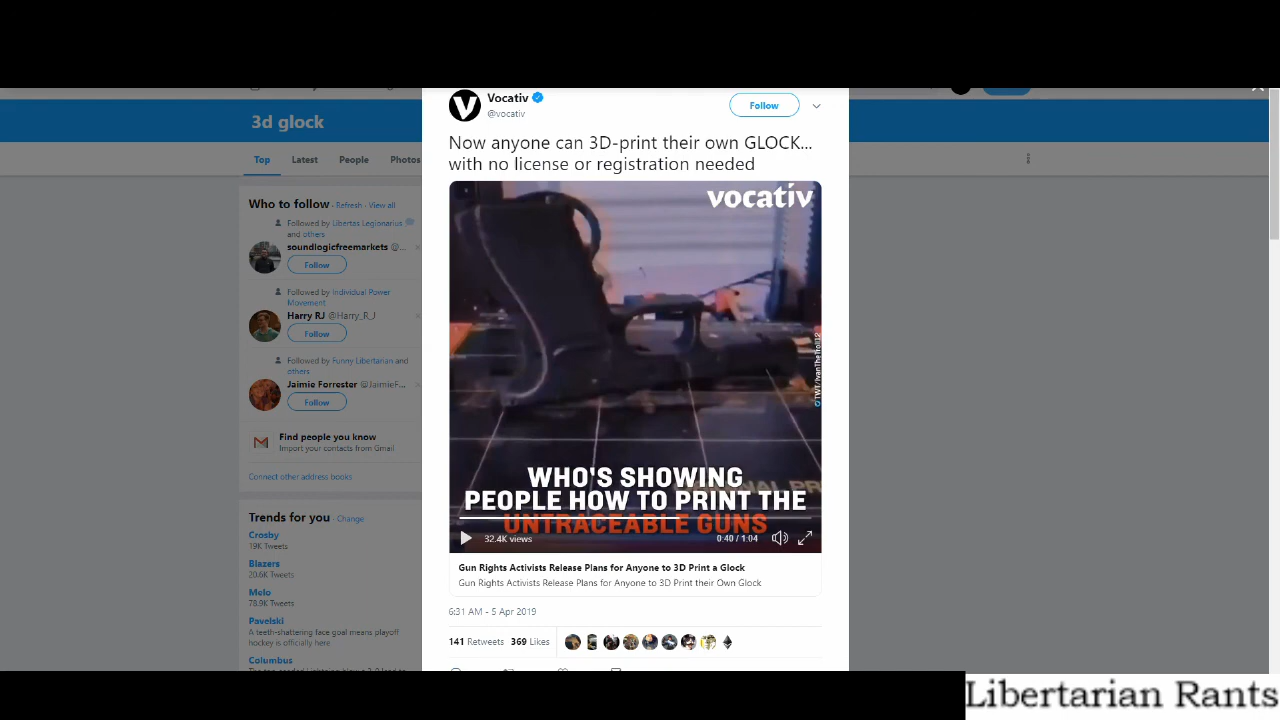 3d glock
Top Latest People Photos
Who to follow · Refresh · View all
Followed by Libertas Legionarius
and others
soundlogicfreemarkets @...
Follow
Followed by Individual Power
Movement
Harry RJ @Harry_R_J
Follow
Followed by Funny Libertarian and
others
Jaimie Forrester @JaimieF...
Follow
Find people you know
Import your contacts from Gmail
Connect other address books
Trends for you · Change
Crosby
19K Tweets
Blazers
20.6K Tweets
Melo
78.9K Tweets
Pavelski
A teeth-shattering face goal means playoff
hockey is officially here
Columbus
Vocativ
@vocativ
Follow
Now anyone can 3D-print their own GLOCK...
with no license or registration needed
vocativ
TWT/IvanTheTroll12
WHO'S SHOWING
PEOPLE HOW TO PRINT THE
UNTRACEABLE GUNS
32.4K views 0:40 / 1:04
Gun Rights Activists Release Plans for Anyone to 3D Print a Glock
Gun Rights Activists Release Plans for Anyone to 3D Print their Own Glock
6:31 AM - 5 Apr 2019
141 Retweets 369 Likes
Libertarian Rants